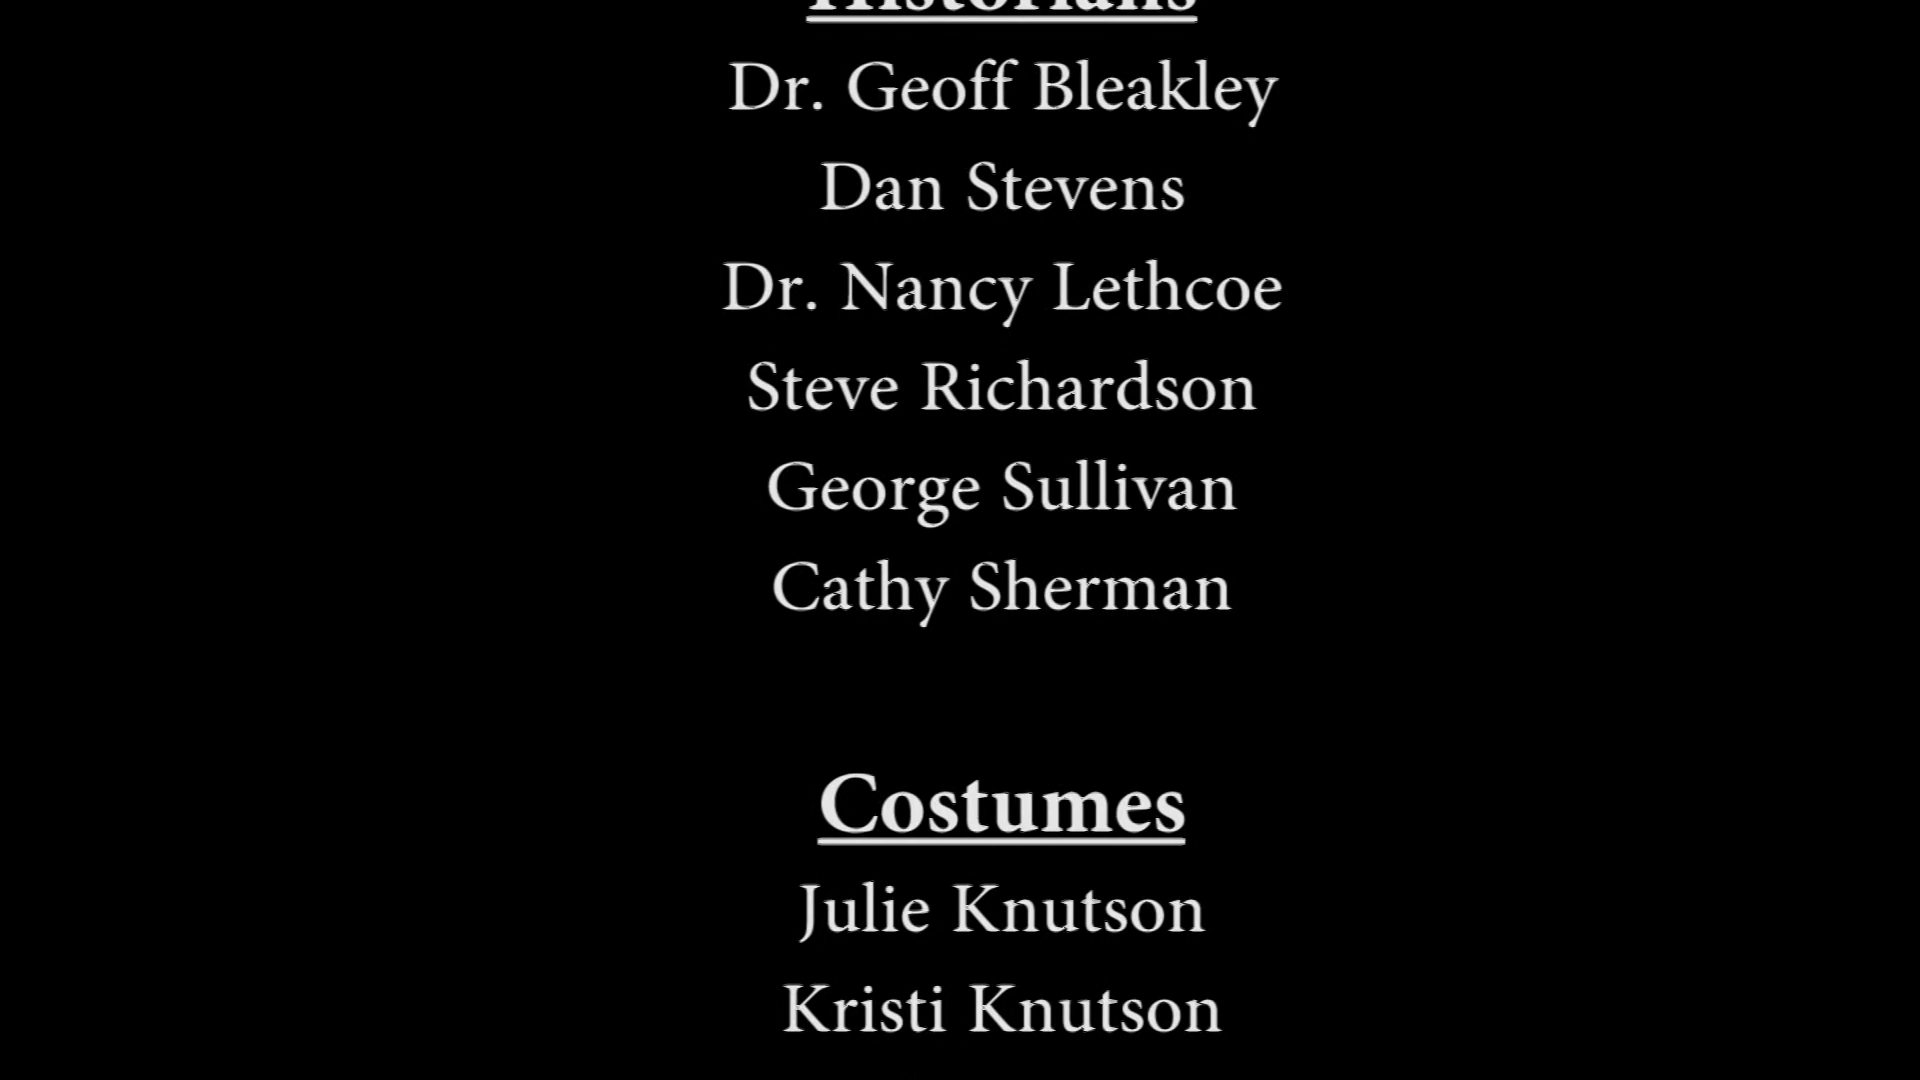 Historians
Dr. Geoff Bleakley
Dan Stevens
Dr. Nancy Lethcoe
Steve Richardson
George Sullivan
Cathy Sherman
Costumes
Julie Knutson
Kristi Knutson